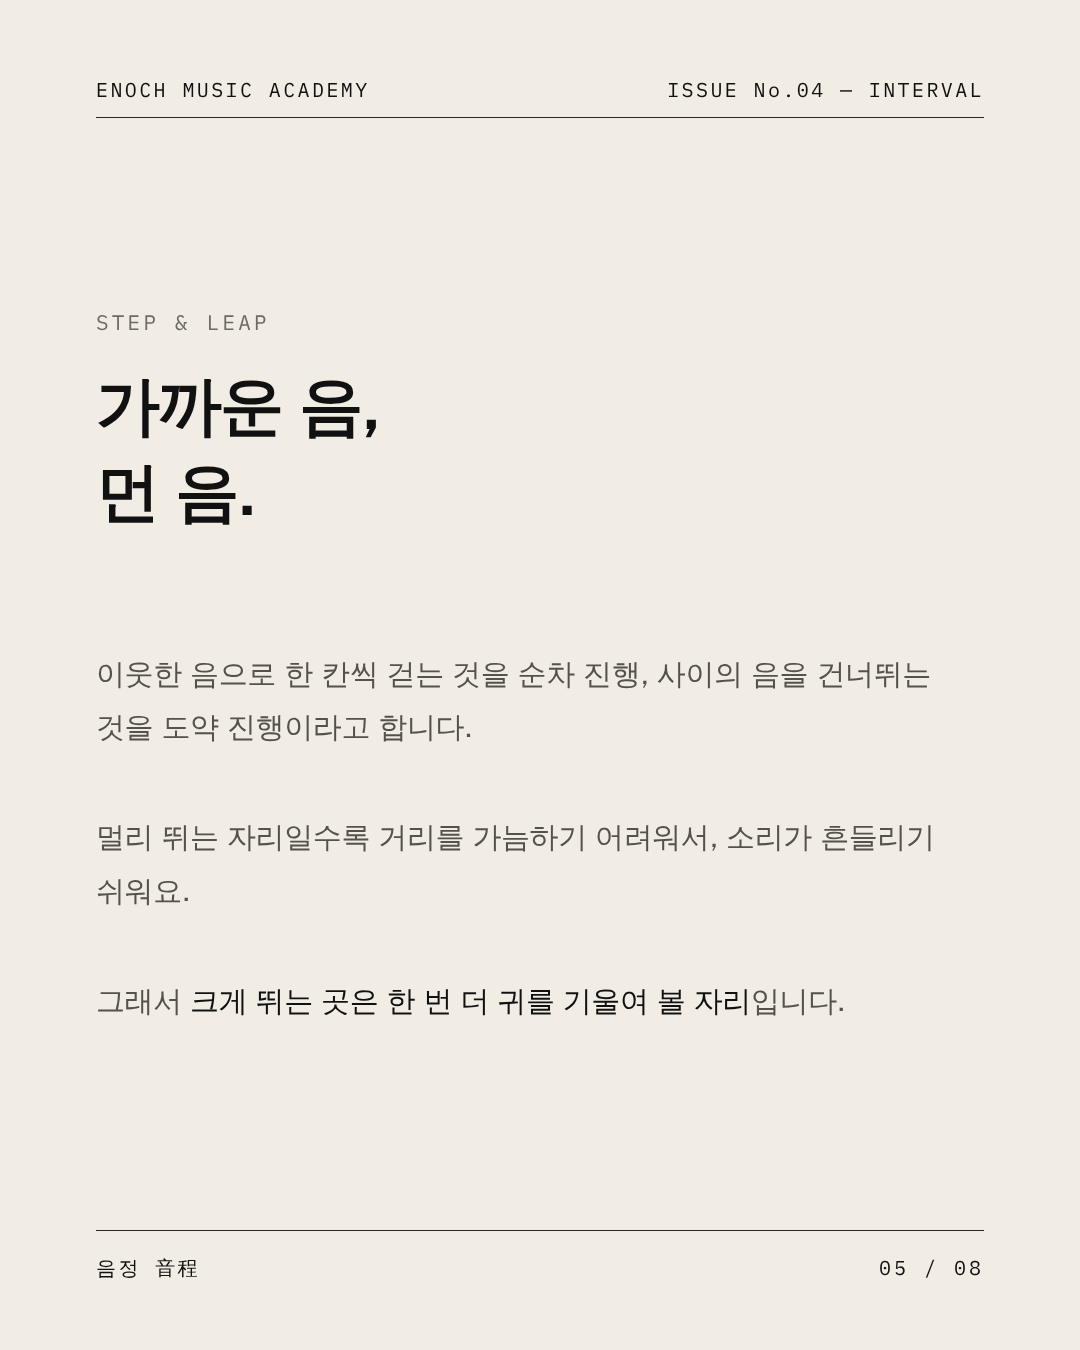 ENOCH MUSIC ACADEMY
ISSUE No.04 — INTERVAL
STEP & LEAP
가까운 음,
먼 음.
이웃한 음으로 한 칸씩 걷는 것을 순차 진행, 사이의 음을 건너뛰는
것을 도약 진행이라고 합니다.
멀리 뛰는 자리일수록 거리를 가늠하기 어려워서, 소리가 흔들리기
쉬워요.
그래서 크게 뛰는 곳은 한 번 더 귀를 기울여 볼 자리입니다.
음정 音程
05 / 08